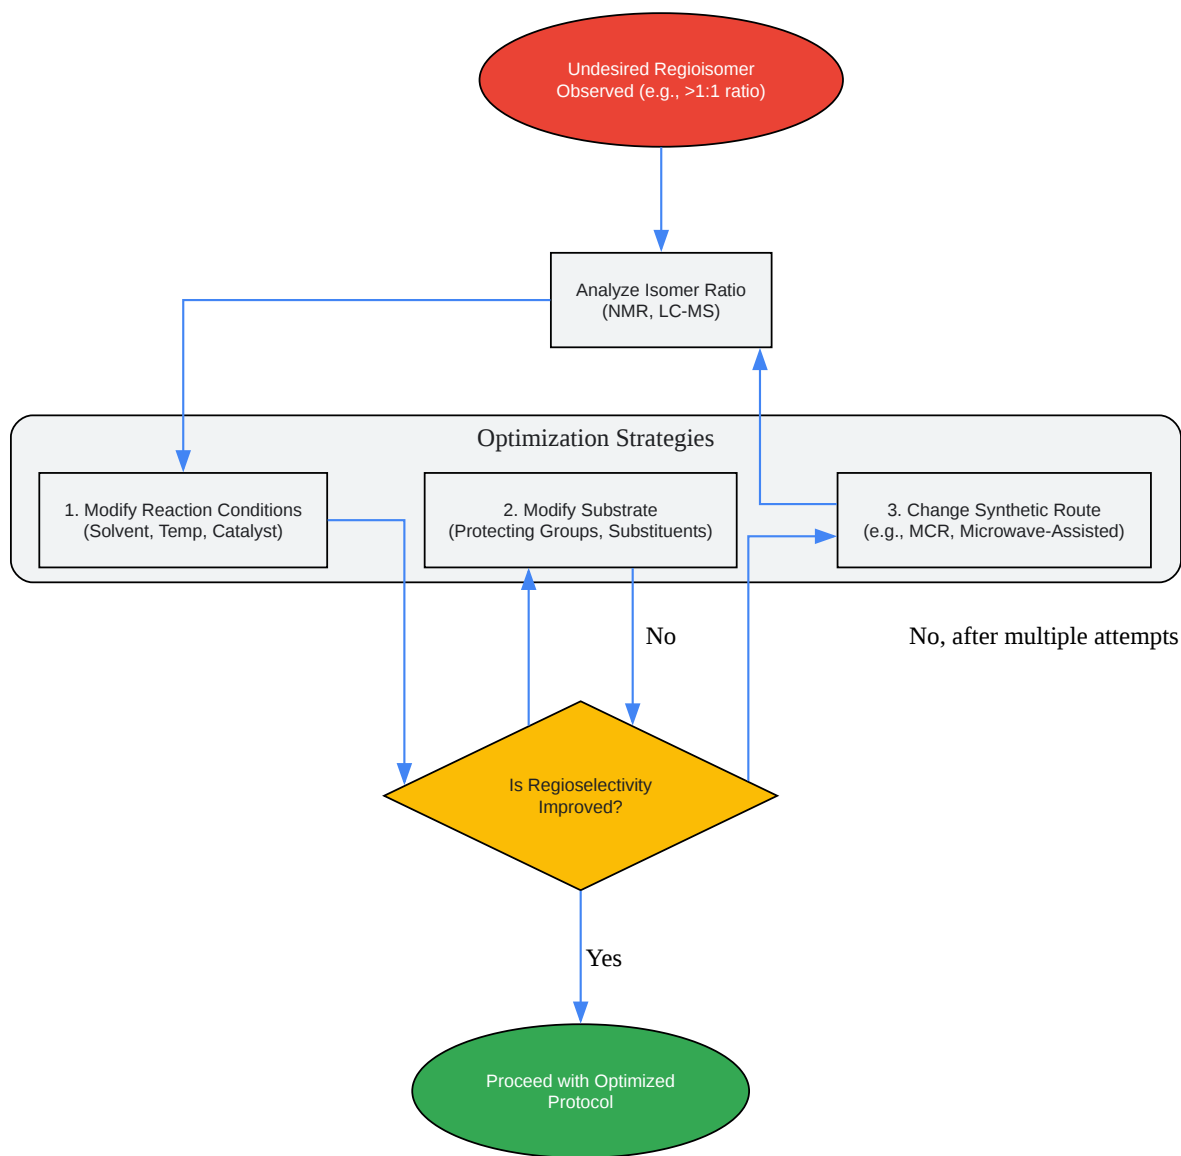 Undesired Regioisomer
Observed (e.g., >1:1 ratio)
Analyze Isomer Ratio
(NMR, LC-MS)
Optimization Strategies
1. Modify Reaction Conditions
(Solvent, Temp, Catalyst)
2. Modify Substrate
(Protecting Groups, Substituents)
3. Change Synthetic Route
(e.g., MCR, Microwave-Assisted)
No
No, after multiple attempts
Is Regioselectivity
Improved?
Yes
Proceed with Optimized
Protocol